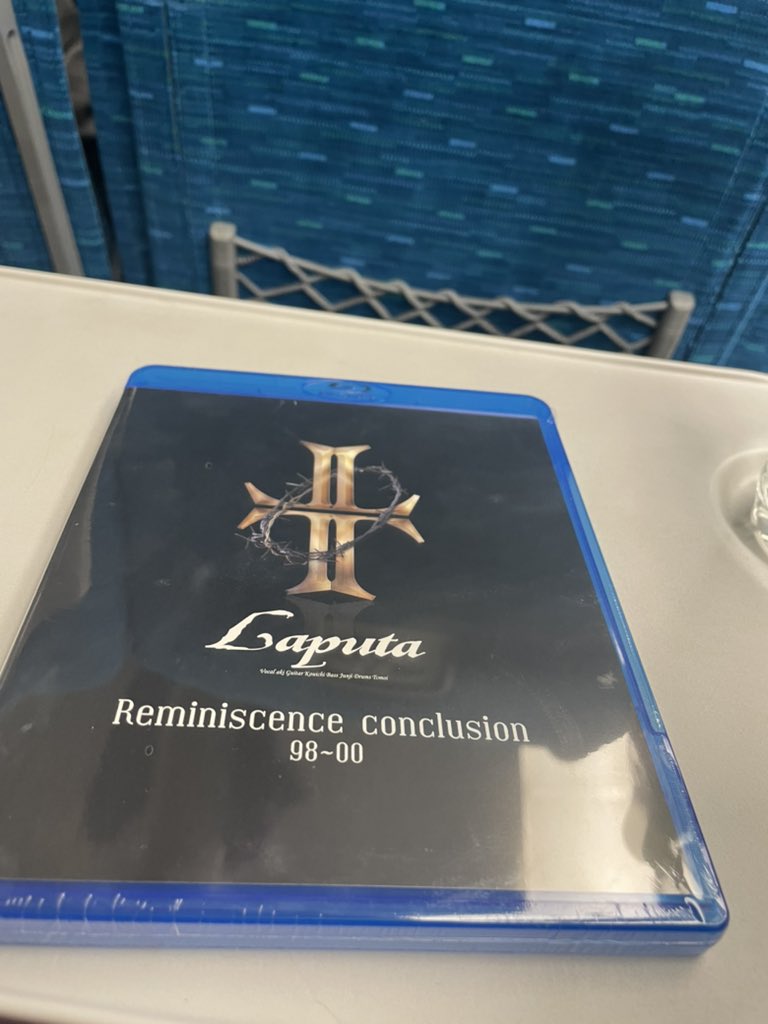 Laputa
Vocal aki Guitar Kouichi Bass Junji Drums Tomoi
Reminiscence conclusion
98~00